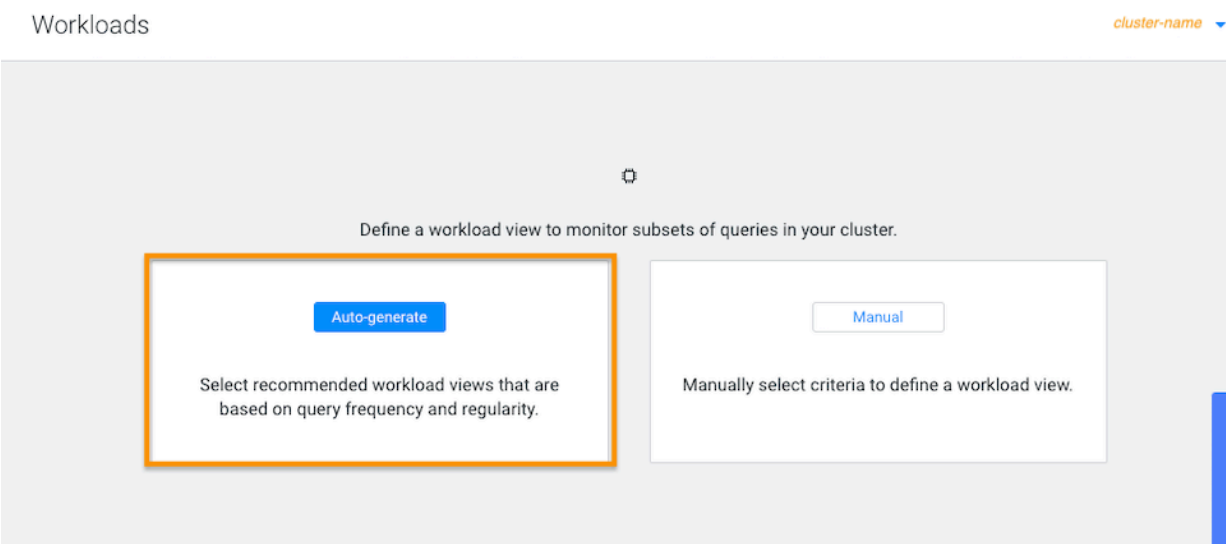 Workloads
cluster-name
Define a workload view to monitor subsets of queries in your cluster.
Auto-generate
Select recommended workload views that are
based on query frequency and regularity.
Manual
Manually select criteria to define a workload view.